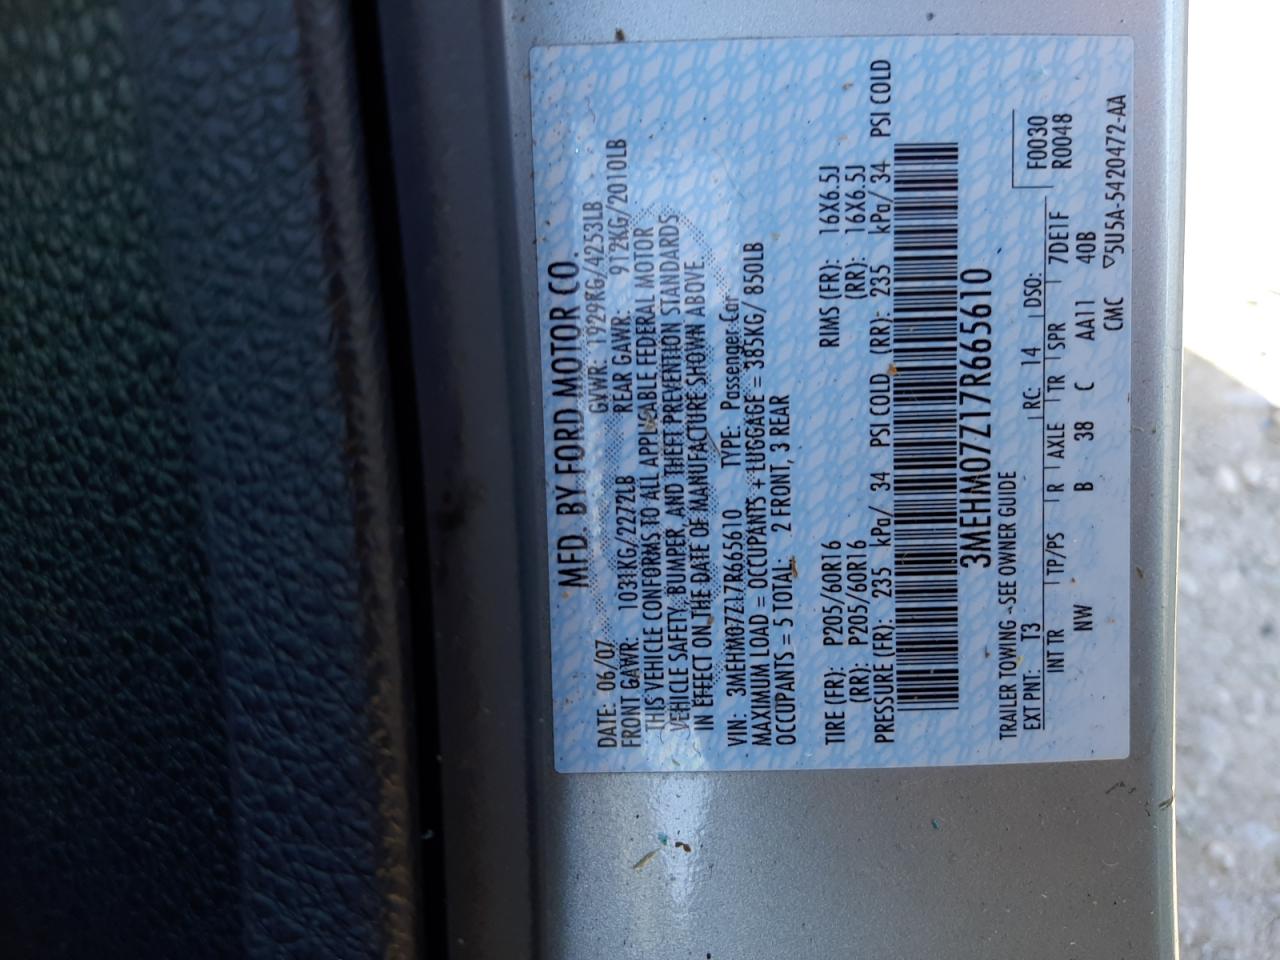 MFD. BY FORD MOTOR CO.
DATE: 06/07 GVWR: 1929KG/4253LB
FRONT GAWR: 1031KG/2272LB REAR GAWR: 912KG/2010LB
THIS VEHICLE CONFORMS TO ALL APPLICABLE FEDERAL MOTOR
VEHICLE SAFETY, BUMPER, AND THEFT PREVENTION STANDARDS
IN EFFECT ON THE DATE OF MANUFACTURE SHOWN ABOVE.
VIN: 3MEHM07Z17R665610 TYPE: Passenger Car
MAXIMUM LOAD = OCCUPANTS + LUGGAGE = 385KG/ 850LB
OCCUPANTS = 5 TOTAL: 2 FRONT, 3 REAR
TIRE (FR): P205/60R16 RIMS (FR): 16X6.5J
(RR): P205/60R16 (RR): 16X6.5J
PRESSURE (FR): 235 kPa/ 34 PSI COLD (RR): 235 kPa/ 34 PSI COLD
3MEHM07Z17R665610
TRAILER TOWING -SEE OWNER GUIDE F0030
EXT PNT: T3 RC: 14 DSO: R0048
INT TR TP/PS R AXLE TR SPR 7DE1F
NW B 38 C AA11 40B
CMC ▽5U5A-5420472-AA